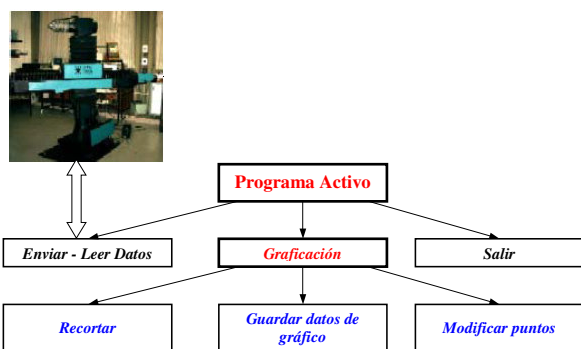 Programa Activo
Enviar - Leer Datos
Graficación
Salir
Recortar
Guardar datos de
gráfico
Modificar puntos